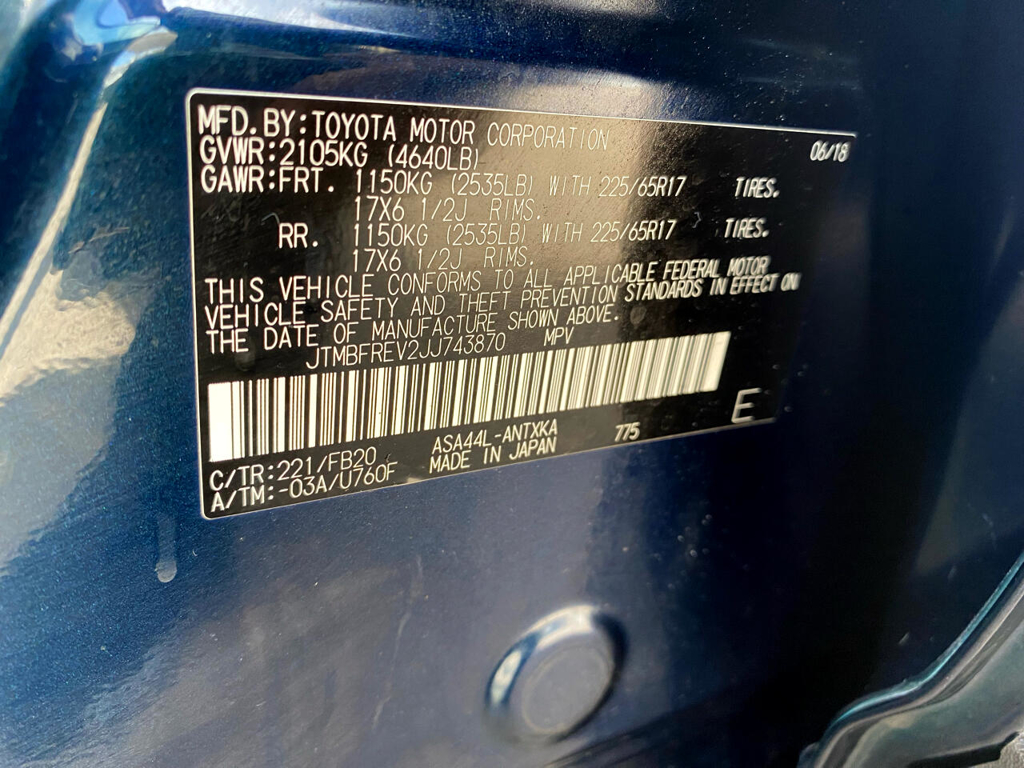 MFD.BY:TOYOTA MOTOR CORPORATION 06/18
GVWR:2105KG (4640LB)
GAWR:FRT. 1150KG (2535LB) WITH 225/65R17 TIRES.
17X6 1/2J RIMS.
RR. 1150KG (2535LB) WITH 225/65R17 TIRES.
17X6 1/2J RIMS.
THIS VEHICLE CONFORMS TO ALL APPLICABLE FEDERAL MOTOR
VEHICLE SAFETY AND THEFT PREVENTION STANDARDS IN EFFECT ON
THE DATE OF MANUFACTURE SHOWN ABOVE.
JTMBFREV2JJ743870 MPV
E
ASA44L-ANTXKA 775
C/TR:221/FB20 MADE IN JAPAN
A/TM:-03A/U760F